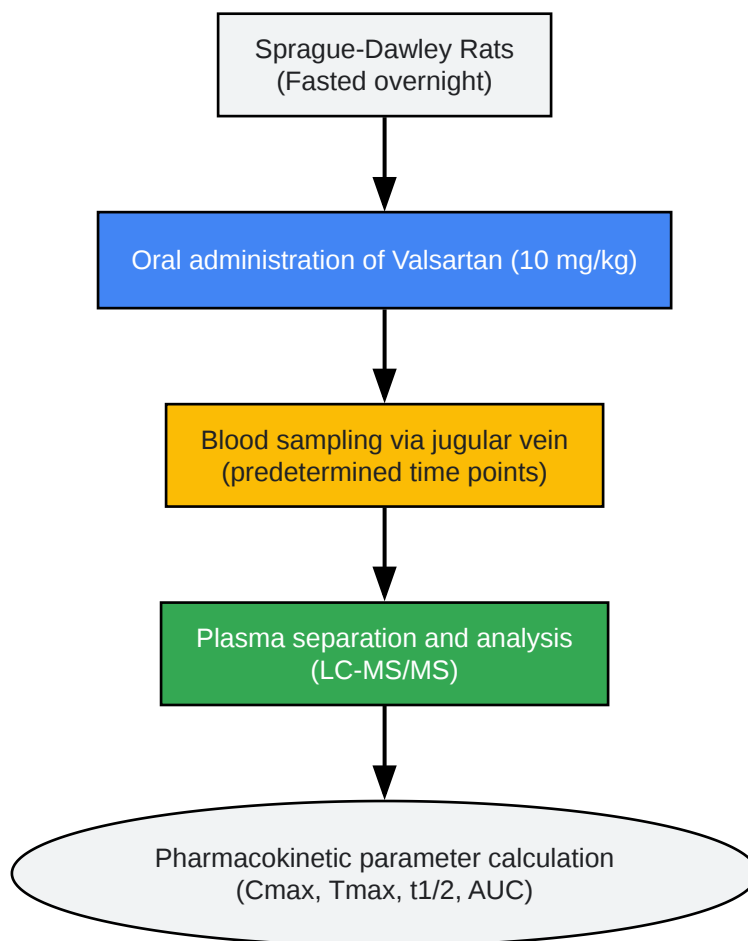 Sprague-Dawley Rats
(Fasted overnight)
Oral administration of Valsartan (10 mg/kg)
Blood sampling via jugular vein
(predetermined time points)
Plasma separation and analysis
(LC-MS/MS)
Pharmacokinetic parameter calculation
(Cmax, Tmax, t1/2, AUC)